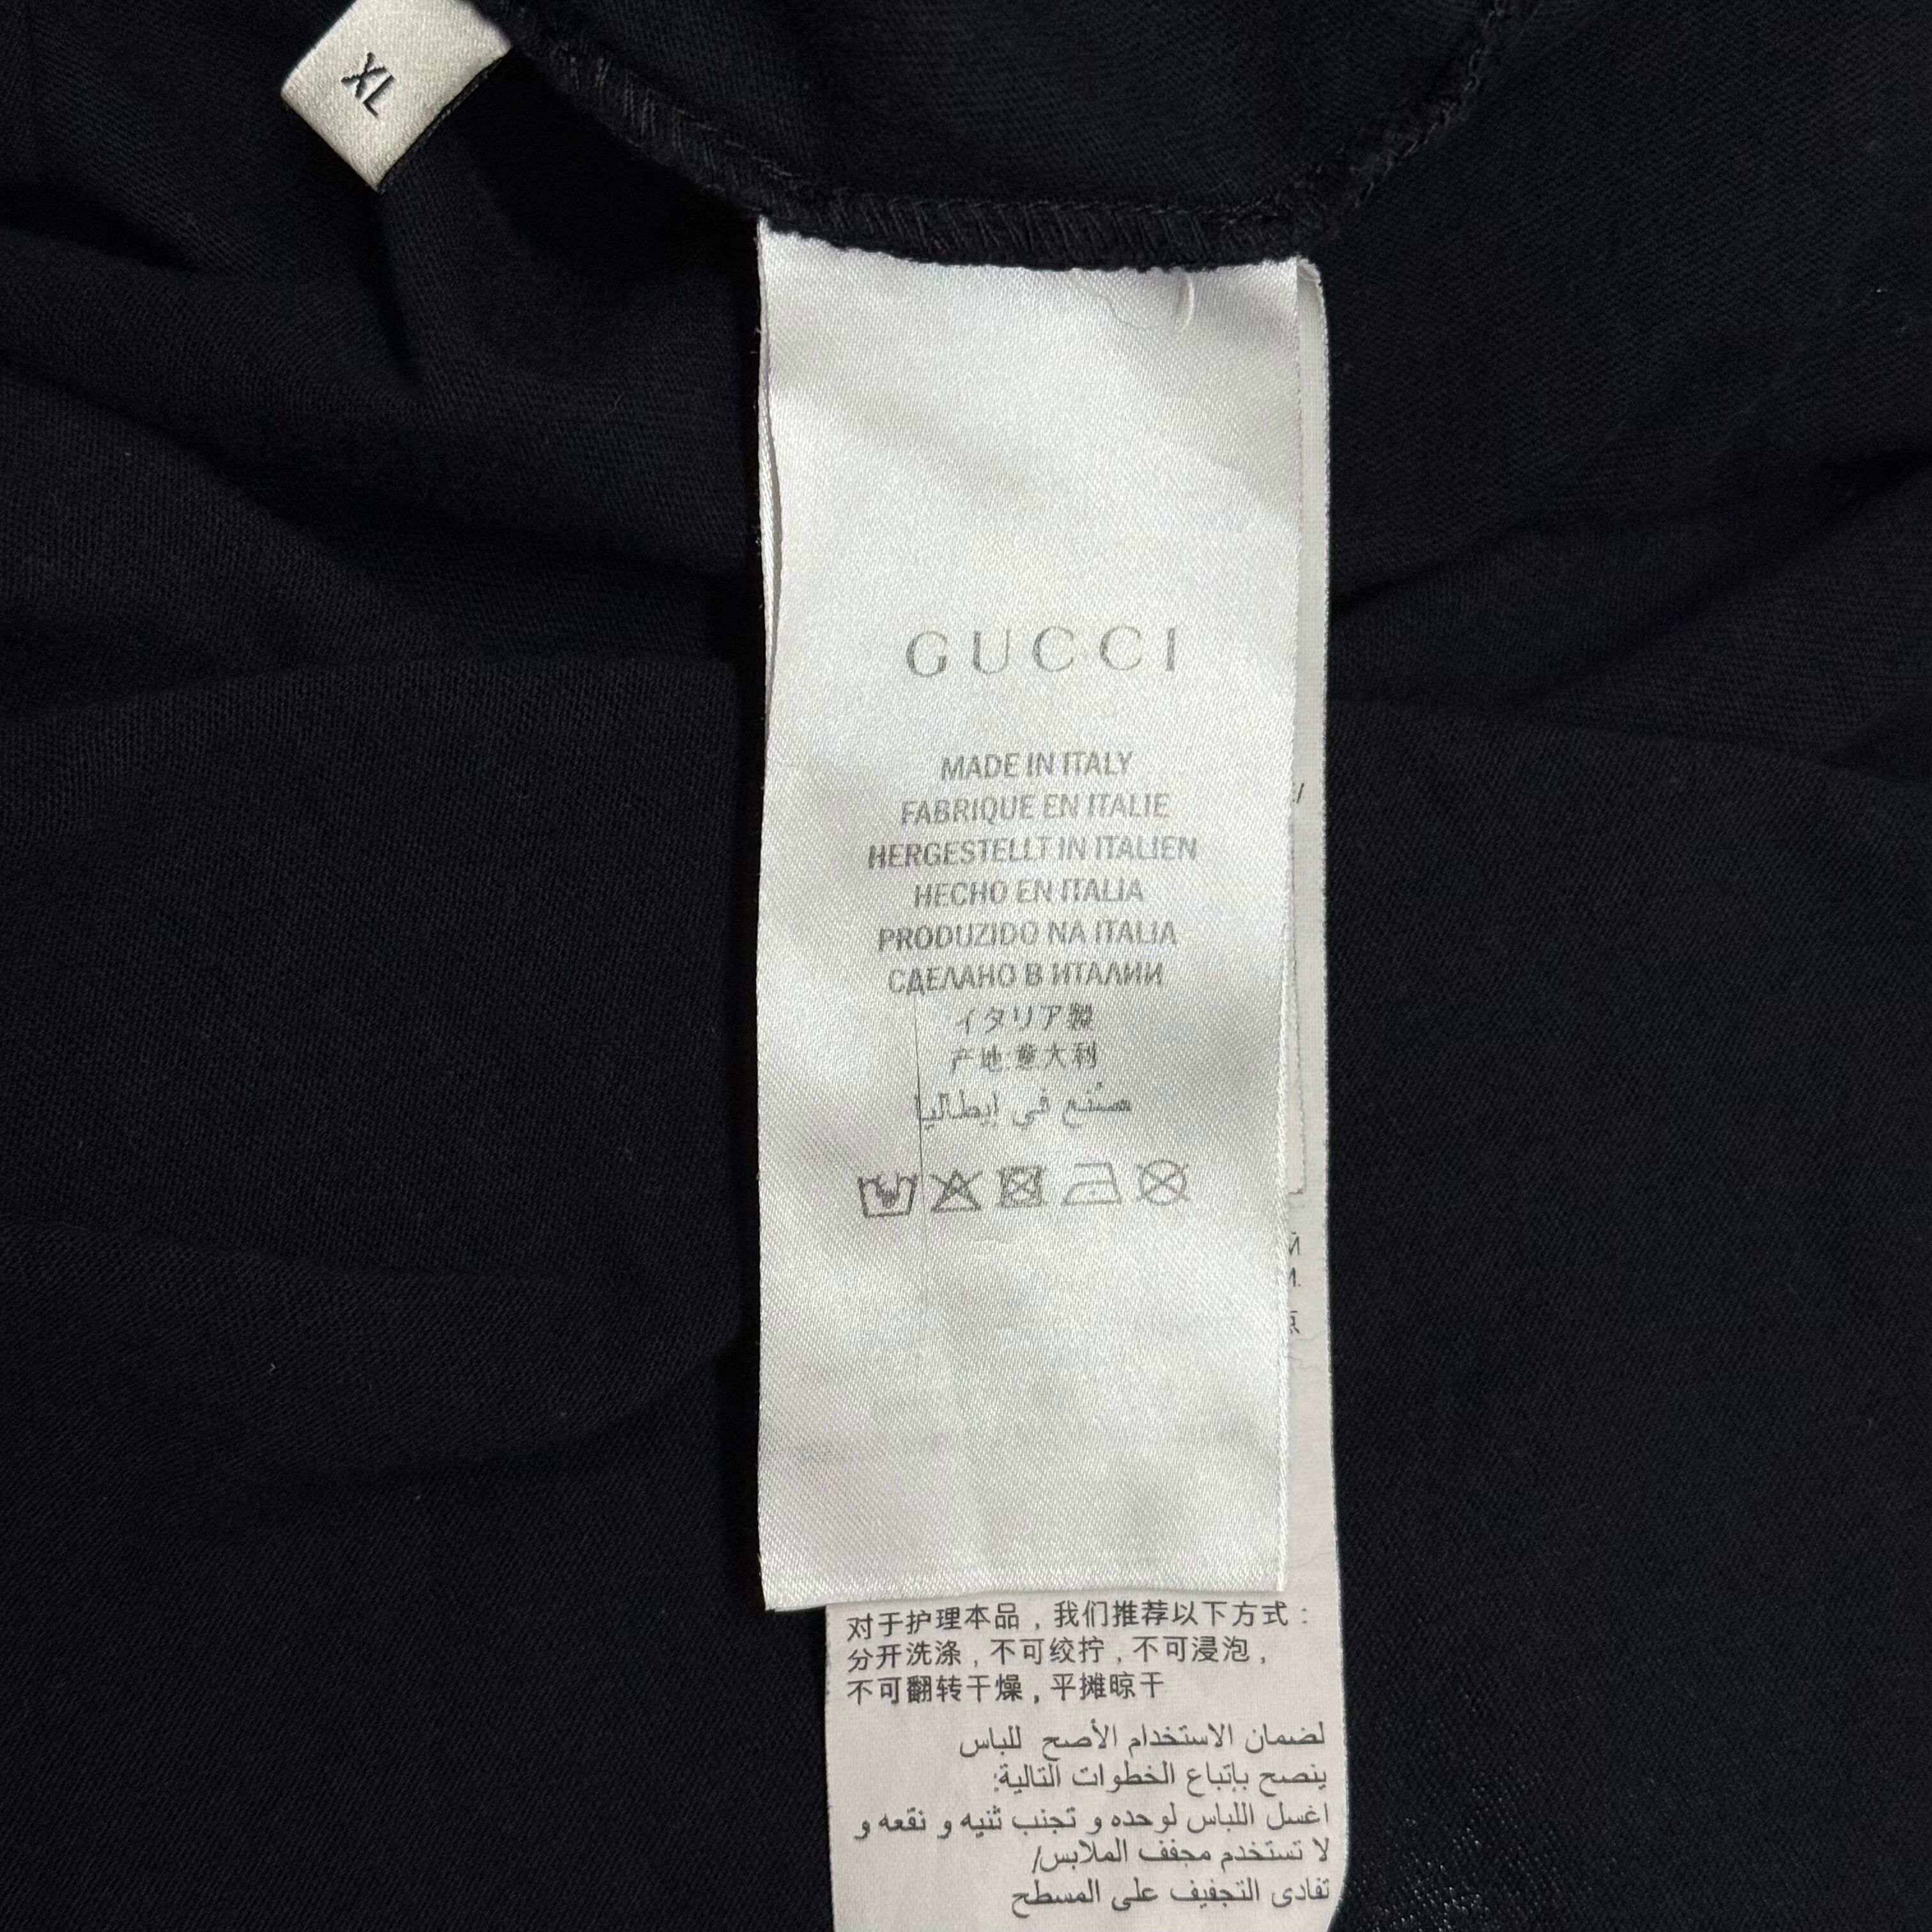 XL
GUCCI
MADE IN ITALY
FABRIQUE EN ITALIE
HERGESTELLT IN ITALIEN
HECHO EN ITALIA
PRODUZIDO NA ITALIA
СДЕЛАНО В ИТАЛИИ
イタリア製
产地:意大利
صُنع في إيطاليا
对于护理本品，我们推荐以下方式：
分开洗涤，不可绞拧，不可浸泡，
不可翻转干燥，平摊晾干
لضمان الاستخدام الأصح للباس
ينصح بإتباع الخطوات التالية:
اغسل اللباس لوحده و تجنب ثنيه و نقعه و
لا تستخدم مجفف الملابس/
تفادى التجفيف على المسطح